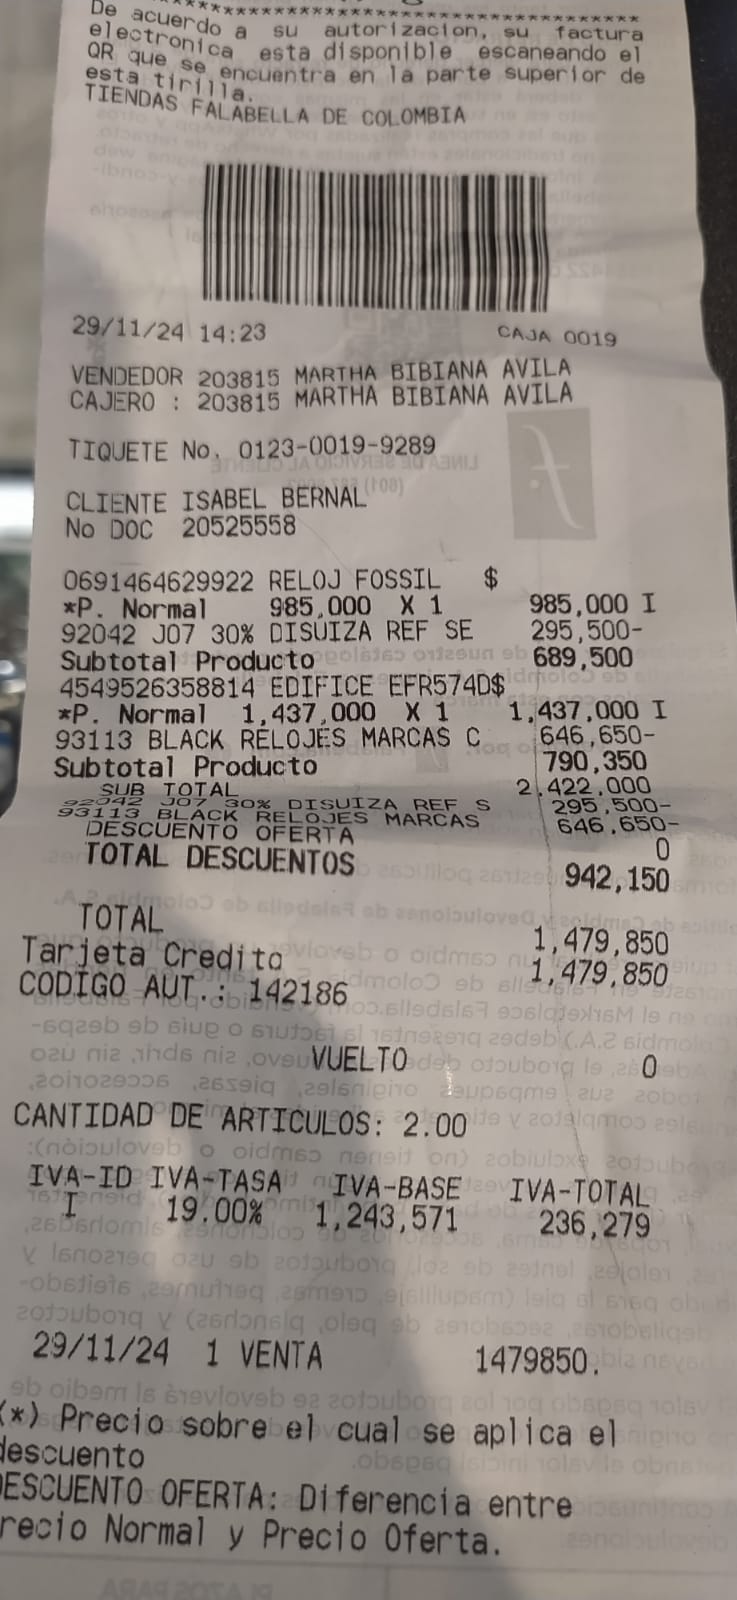 ****************************************
De acuerdo a su autorizacion, su factura
electronica esta disponible escaneando el
QR que se encuentra en la parte superior de
esta tirilla.
TIENDAS FALABELLA DE COLOMBIA
29/11/24 14:23 CAJA 0019
VENDEDOR 203815 MARTHA BIBIANA AVILA
CAJERO : 203815 MARTHA BIBIANA AVILA
TIQUETE No. 0123-0019-9289
CLIENTE ISABEL BERNAL
No DOC 20525558
f.
0691464629922 RELOJ FOSSIL $
*P. Normal 985,000 X 1 985,000 I
92042 J07 30% DISUIZA REF SE 295,500-
Subtotal Producto 689,500
4549526358814 EDIFICE EFR574D$
*P. Normal 1,437,000 X 1 1,437,000 I
93113 BLACK RELOJES MARCAS C 646,650-
Subtotal Producto 790,350
SUB TOTAL 2.422,000
92042 J07 30% DISUIZA REF S 295,500-
93113 BLACK RELOJES MARCAS 646,650-
DESCUENTO OFERTA 0
TOTAL DESCUENTOS 942,150
TOTAL 1,479,850
Tarjeta Credito 1,479,850
CODIGO AUT.: 142186
VUELTO 0
CANTIDAD DE ARTICULOS: 2.00
IVA-ID IVA-TASA IVA-BASE IVA-TOTAL
I 19.00% 1,243,571 236,279
29/11/24 1 VENTA 1479850.
(*) Precio sobre el cual se aplica el
descuento
DESCUENTO OFERTA: Diferencia entre
recio Normal y Precio Oferta.